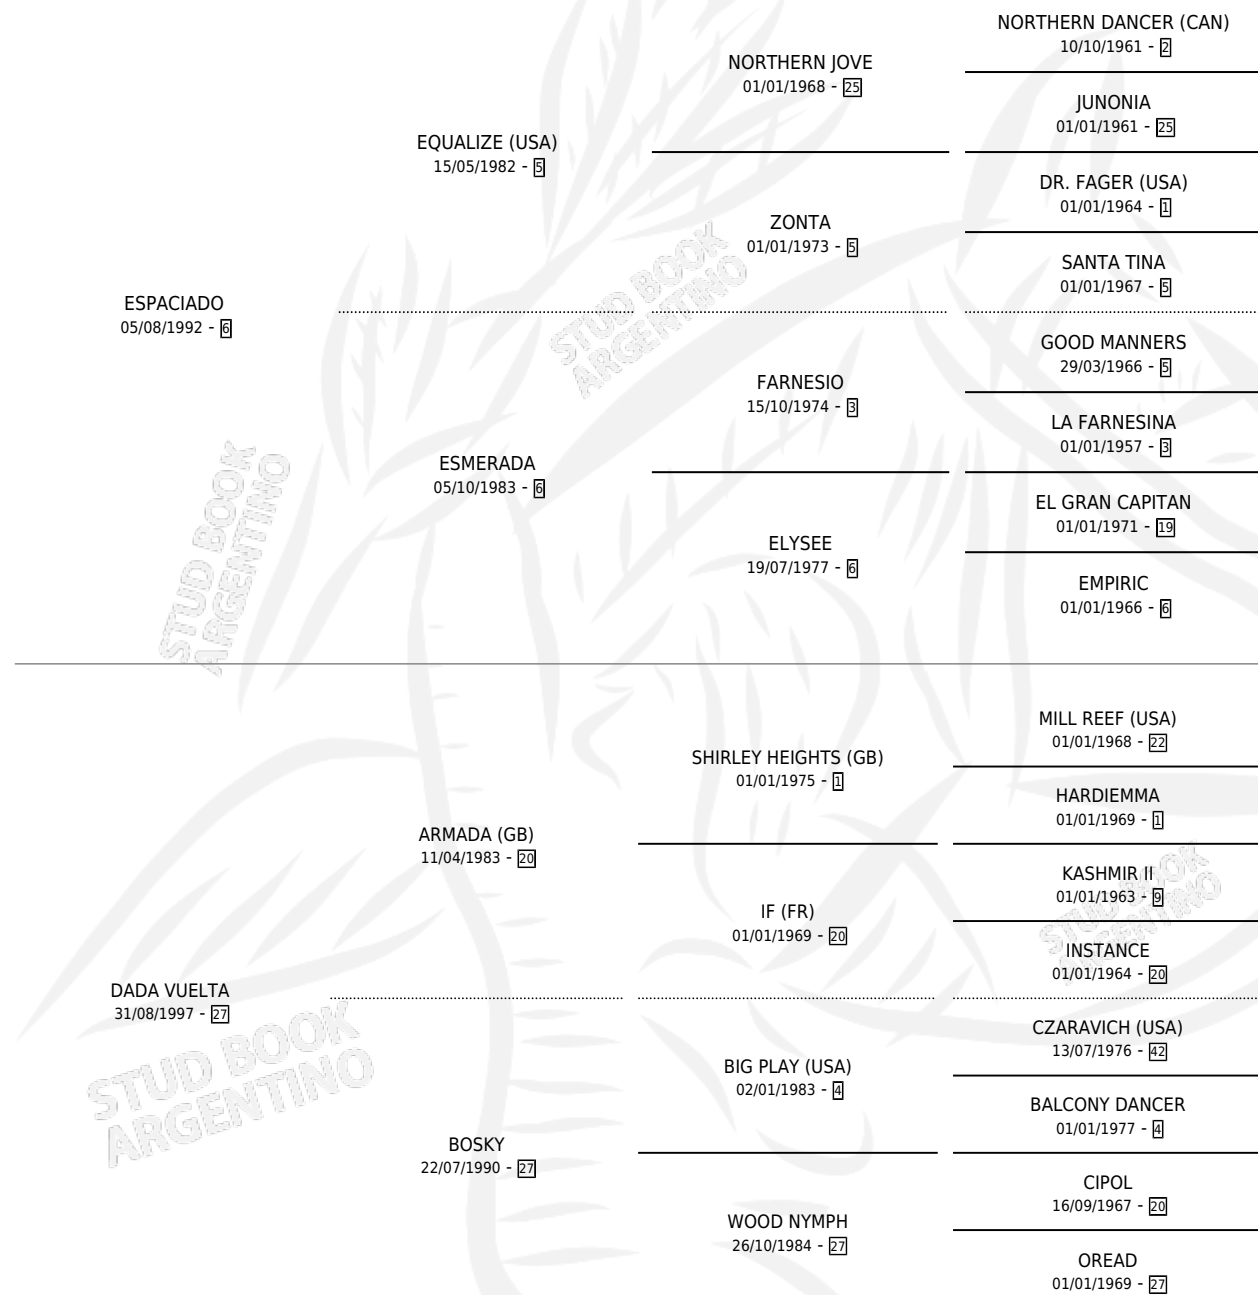 NORTHERN DANCER (CAN)
10/10/1961 - 2
NORTHERN JOVE
01/01/1968 - 25
JUNONIA
01/01/1961 - 25
EQUALIZE (USA)
15/05/1982 - 5
DR. FAGER (USA)
01/01/1964 - 1
ZONTA
01/01/1973 - 5
SANTA TINA
01/01/1967 - 5
ESPACIADO
05/08/1992 - 6
GOOD MANNERS
29/03/1966 - 5
FARNESIO
15/10/1974 - 3
LA FARNESINA
01/01/1957 - 3
ESMERADA
05/10/1983 - 6
EL GRAN CAPITAN
01/01/1971 - 19
ELYSEE
19/07/1977 - 6
EMPIRIC
01/01/1966 - 6
MILL REEF (USA)
01/01/1968 - 22
SHIRLEY HEIGHTS (GB)
01/01/1975 - 1
HARDIEMMA
01/01/1969 - 1
ARMADA (GB)
11/04/1983 - 20
KASHMIR II
01/01/1963 - 9
IF (FR)
01/01/1969 - 20
INSTANCE
01/01/1964 - 20
DADA VUELTA
31/08/1997 - 27
CZARAVICH (USA)
13/07/1976 - 42
BIG PLAY (USA)
02/01/1983 - 4
BALCONY DANCER
01/01/1977 - 4
BOSKY
22/07/1990 - 27
CIPOL
16/09/1967 - 20
WOOD NYMPH
26/10/1984 - 27
OREAD
01/01/1969 - 27
STUD BOOK
ARGENTINO
STUD BOOK
ARGENTINO
STUD BOOK
ARGENTINO
STUD BOOK
ARGENTINO